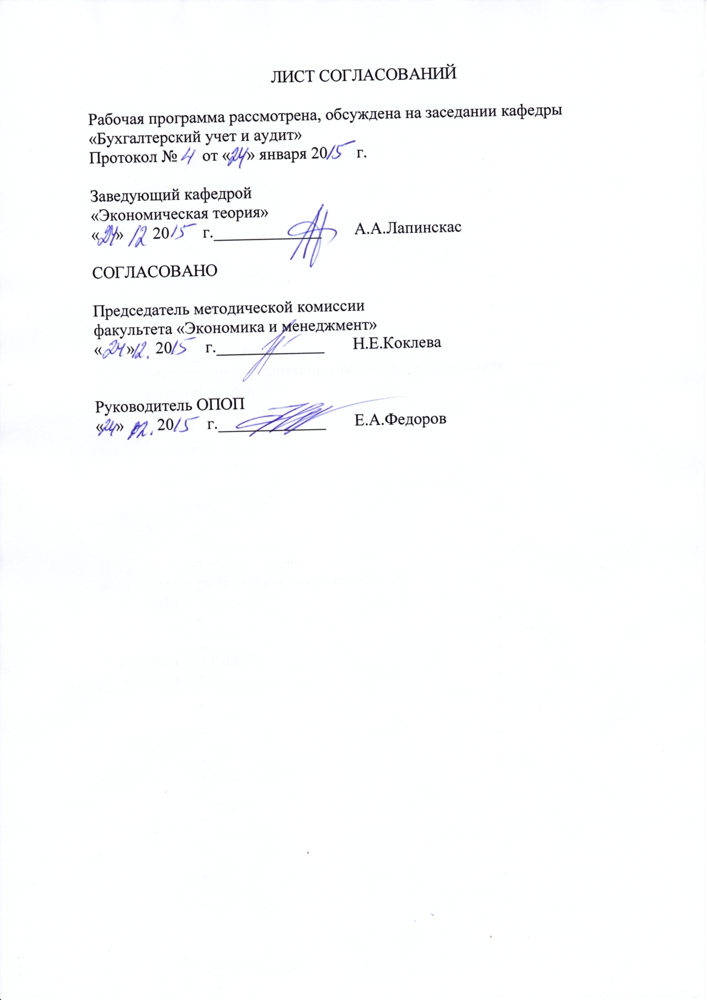 ЛИСТ СОГЛАСОВАНИЙ
Рабочая программа рассмотрена, обсуждена на заседании кафедры
«Бухгалтерский учет и аудит»
Протокол № 4 от «24» января 2015 г.
Заведующий кафедрой
«Экономическая теория»
«24» 12 2015 г.______________ А.А.Лапинскас
СОГЛАСОВАНО
Председатель методической комиссии
факультета «Экономика и менеджмент»
«24»12. 2015 г.______________ Н.Е.Коклева
Руководитель ОПОП
«24» 12. 2015 г.______________ Е.А.Федоров